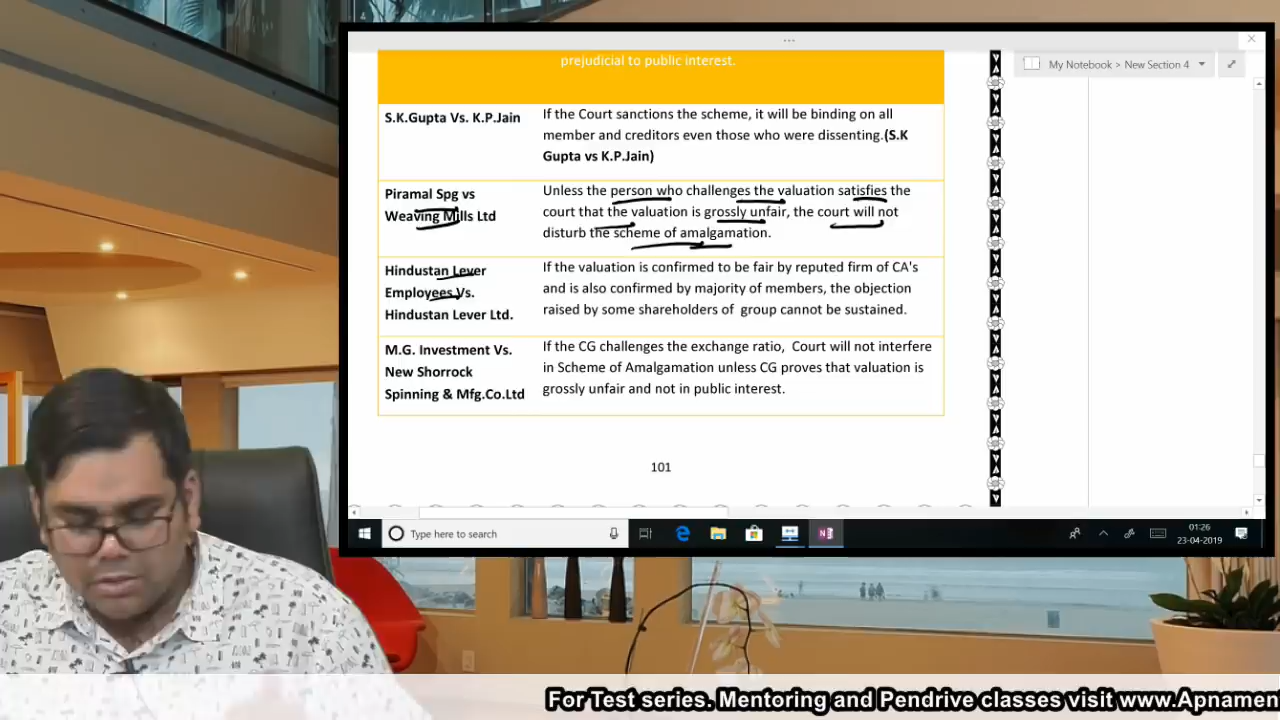 My Notebook > New Section 4
prejudicial to public interest.
S.K.Gupta Vs. K.P.Jain
If the Court sanctions the scheme, it will be binding on all
member and creditors even those who were dissenting.(S.K
Gupta vs K.P.Jain)
Piramal Spg vs
Weaving Mills Ltd
Unless the person who challenges the valuation satisfies the
court that the valuation is grossly unfair, the court will not
disturb the scheme of amalgamation.
Hindustan Lever
Employees Vs.
Hindustan Lever Ltd.
If the valuation is confirmed to be fair by reputed firm of CA's
and is also confirmed by majority of members, the objection
raised by some shareholders of  group cannot be sustained.
M.G. Investment Vs.
New Shorrock
Spinning & Mfg.Co.Ltd
If the CG challenges the exchange ratio,  Court will not interfere
in Scheme of Amalgamation unless CG proves that valuation is
grossly unfair and not in public interest.
101
Type here to search
01:26
23-04-2019
For Test series. Mentoring and Pendrive classes visit www.Apnamen